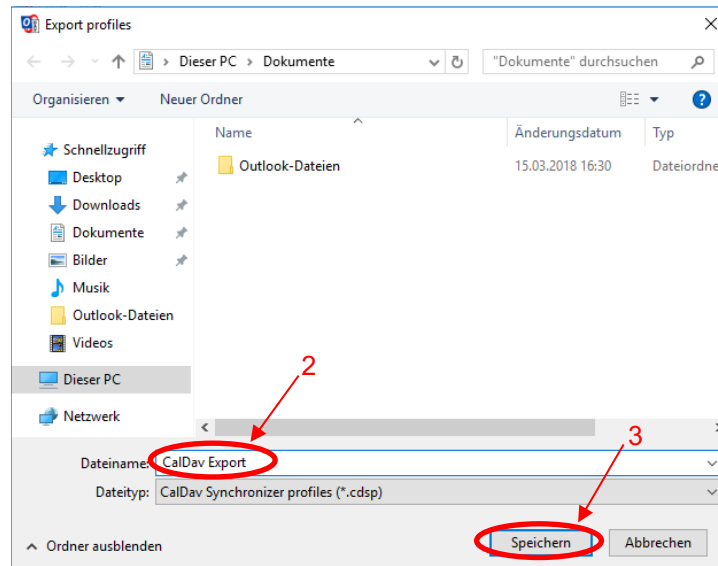 Export profiles
Dieser PC > Dokumente
"Dokumente" durchsuchen
Organisieren
Neuer Ordner
?
Name
Änderungsdatum
Typ
Schnellzugriff
Desktop
Downloads
Dokumente
Bilder
Musik
Outlook-Dateien
Videos
Dieser PC
Netzwerk
Outlook-Dateien
15.03.2018 16:30
Dateiordne
2
3
Dateiname: CalDav Export
Dateityp: CalDav Synchronizer profiles (*.cdsp)
Ordner ausblenden
Speichern
Abbrechen